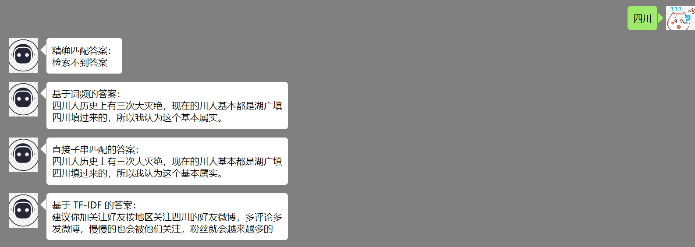 四川
精确匹配答案:
检索不到答案
基于词频的答案:
四川人历史上有三次大灭绝，现在的川人基本都是湖广填
四川填过来的，所以我认为这个基本属实。
直接子串匹配的答案:
四川人历史上有三次大灭绝，现在的川人基本都是湖广填
四川填过来的，所以我认为这个基本属实。
基于 TF-IDF 的答案:
建议你加关注好友按地区关注四川的好友微博，多评论多
发微博，慢慢的也会被他们关注，粉丝就会越来越多的